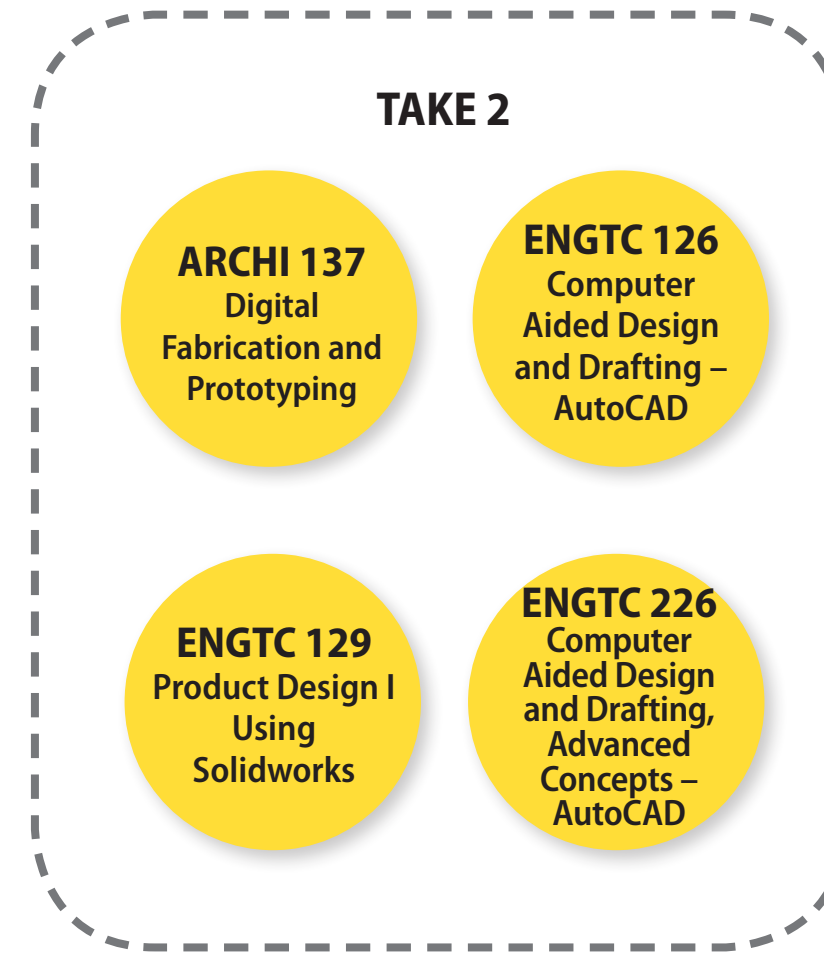 TAKE 2
ARCHI 137
Digital
Fabrication and
Prototyping
ENGTC 126
Computer
Aided Design
and Drafting –
AutoCAD
ENGTC 129
Product Design I
Using
Solidworks
ENGTC 226
Computer
Aided Design
and Drafting,
Advanced
Concepts –
AutoCAD